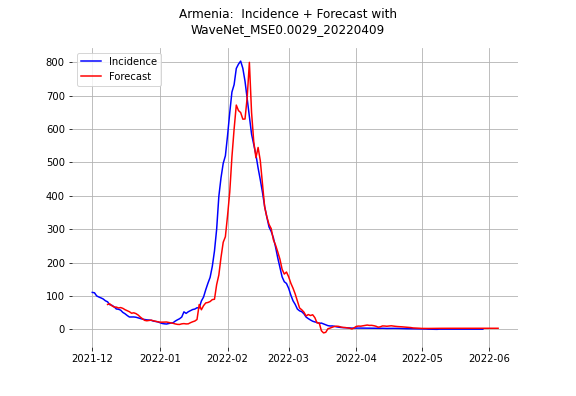 Armenia:  Incidence + Forecast with
WaveNet_MSE0.0029_20220409
Incidence
Forecast
800
700
600
500
400
300
200
100
0
2021-12 2022-01 2022-02 2022-03 2022-04 2022-05 2022-06